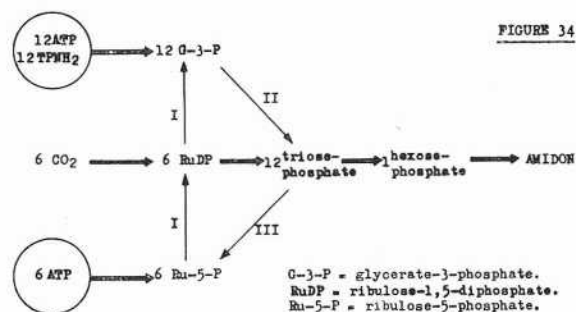 FIGURE 34
12ATP
12TPNH2
12 G-3-P
I
II
6 CO2
6 RuDP
12 triose-
phosphate
1 hexose-
phosphate
AMIDON
I
III
6 ATP
6 Ru-5-P
G-3-P = glycerate-3-phosphate.
RuDP = ribulose-1,5-diphosphate.
Ru-5-P = ribulose-5-phosphate.